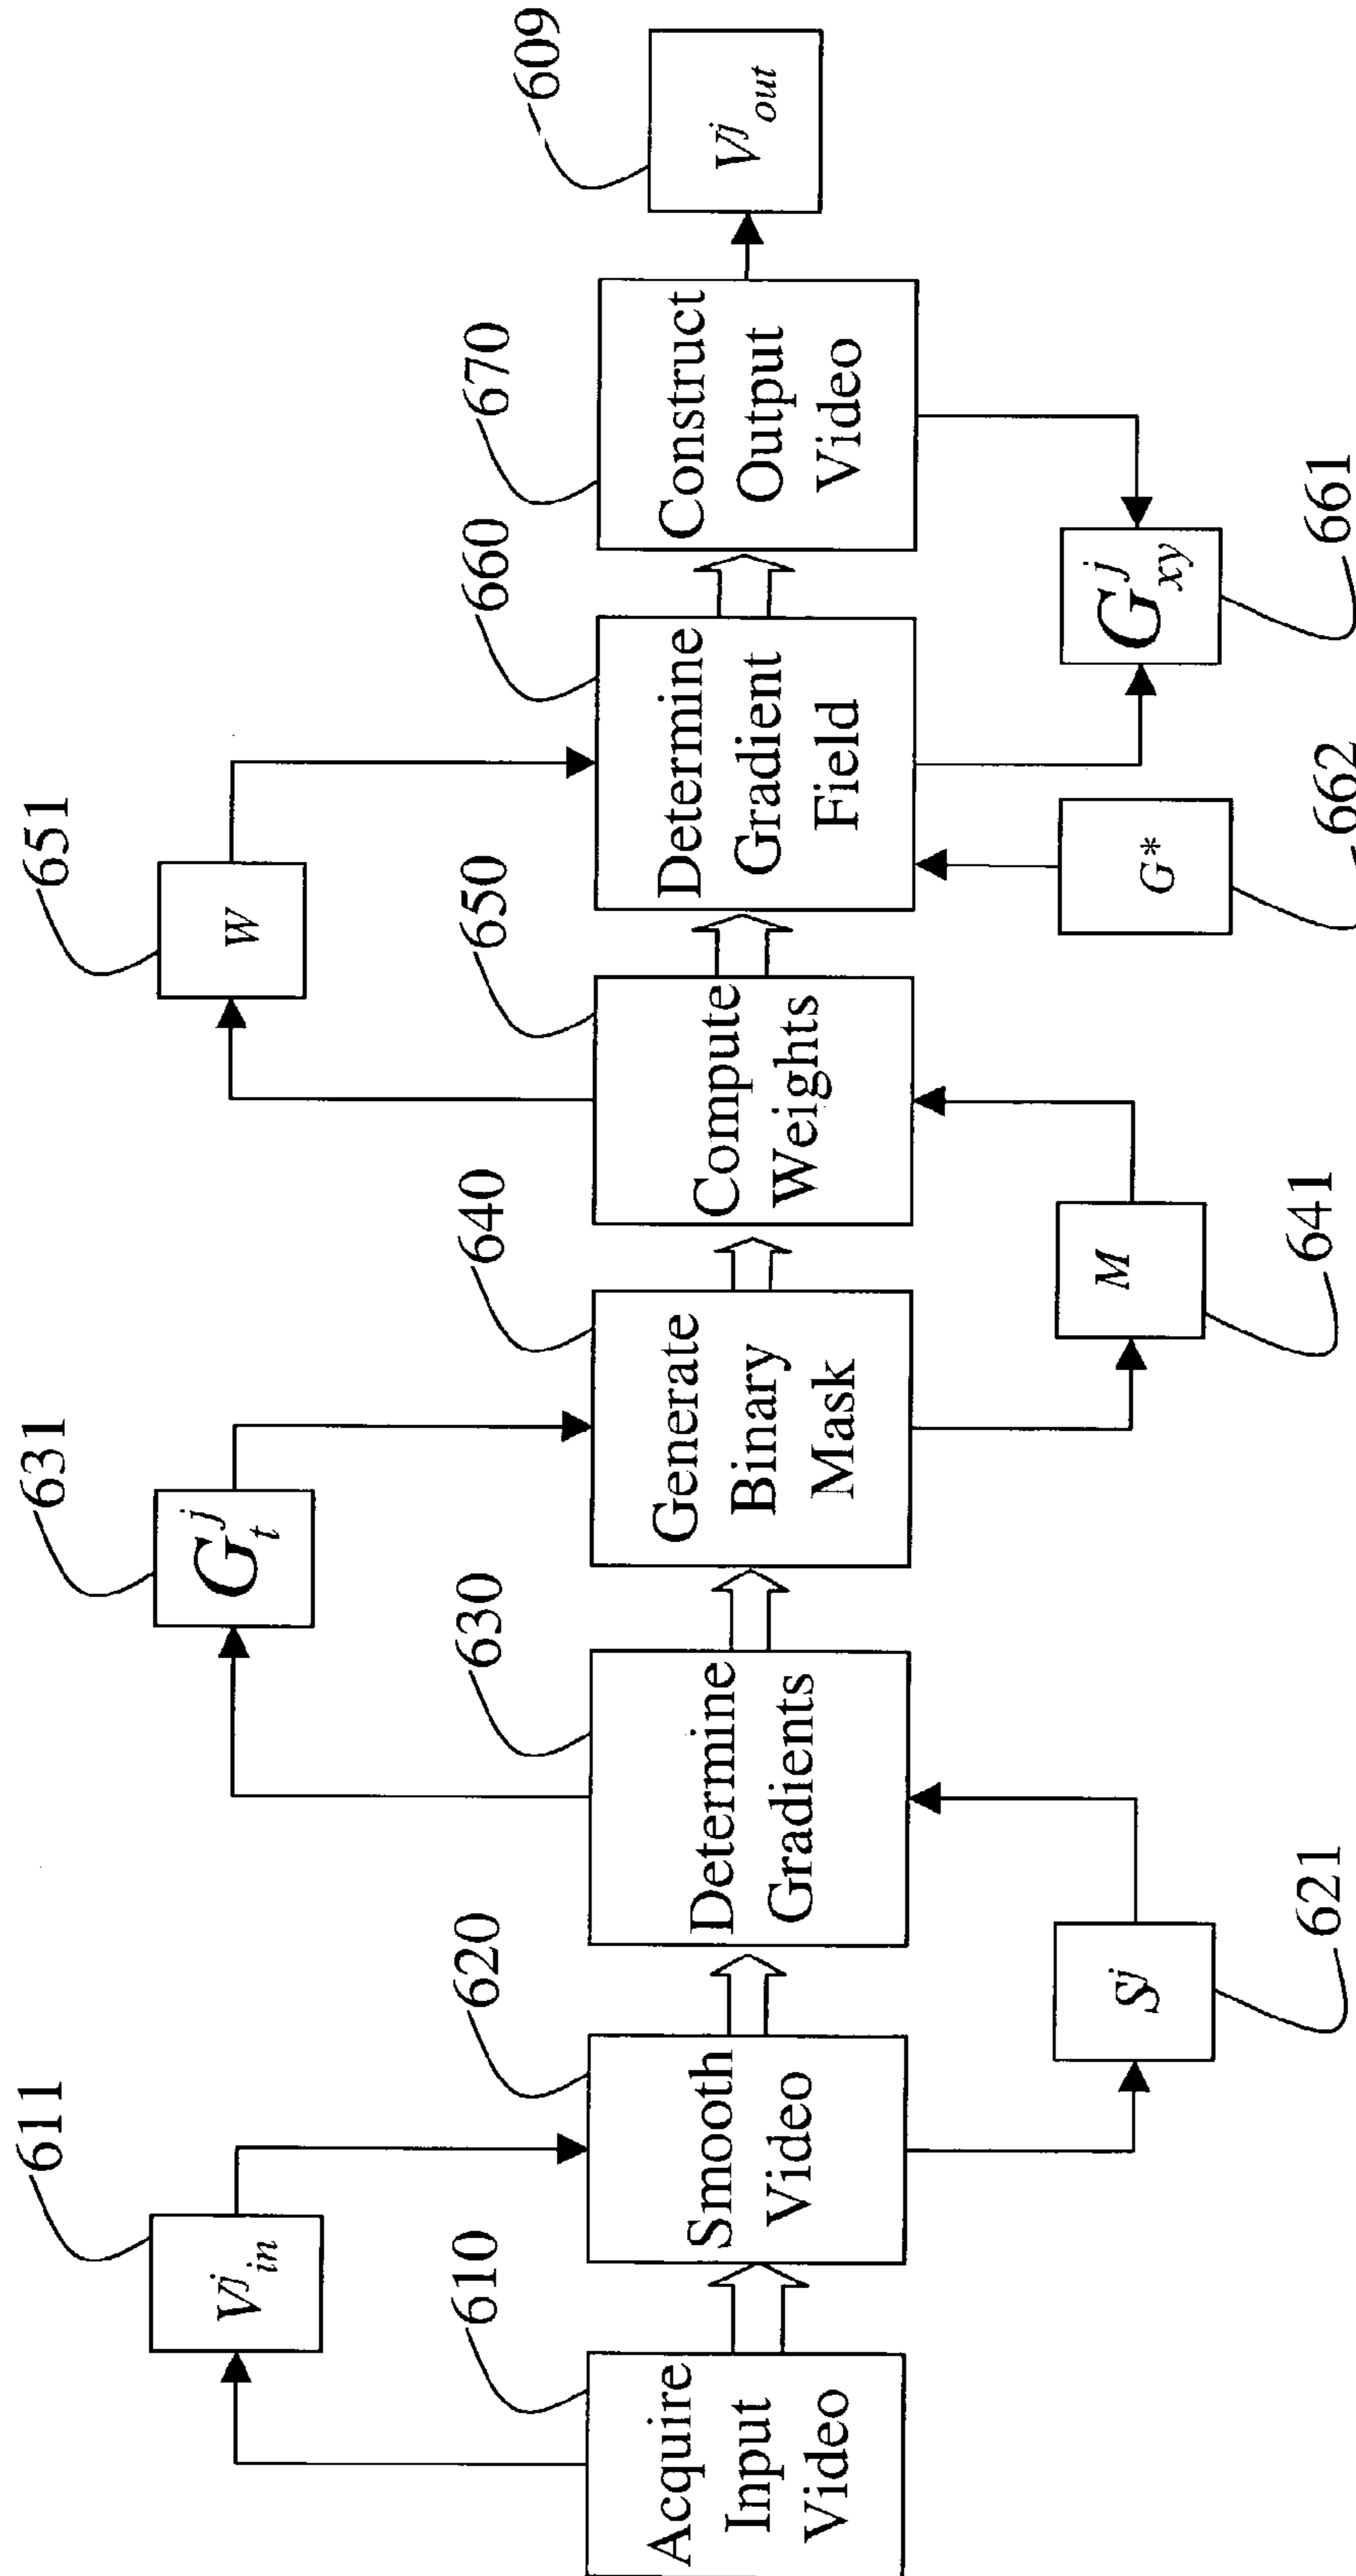 611
631
651
V^j_in
G^j_t
W
610
620
630
640
650
660
670
609
Acquire
Input
Video
Smooth
Video
Determine
Gradients
Generate
Binary
Mask
Compute
Weights
Determine
Gradient
Field
Construct
Output
Video
V^j_out
S^j
M
G*
G^j_xy
621
641
662
661